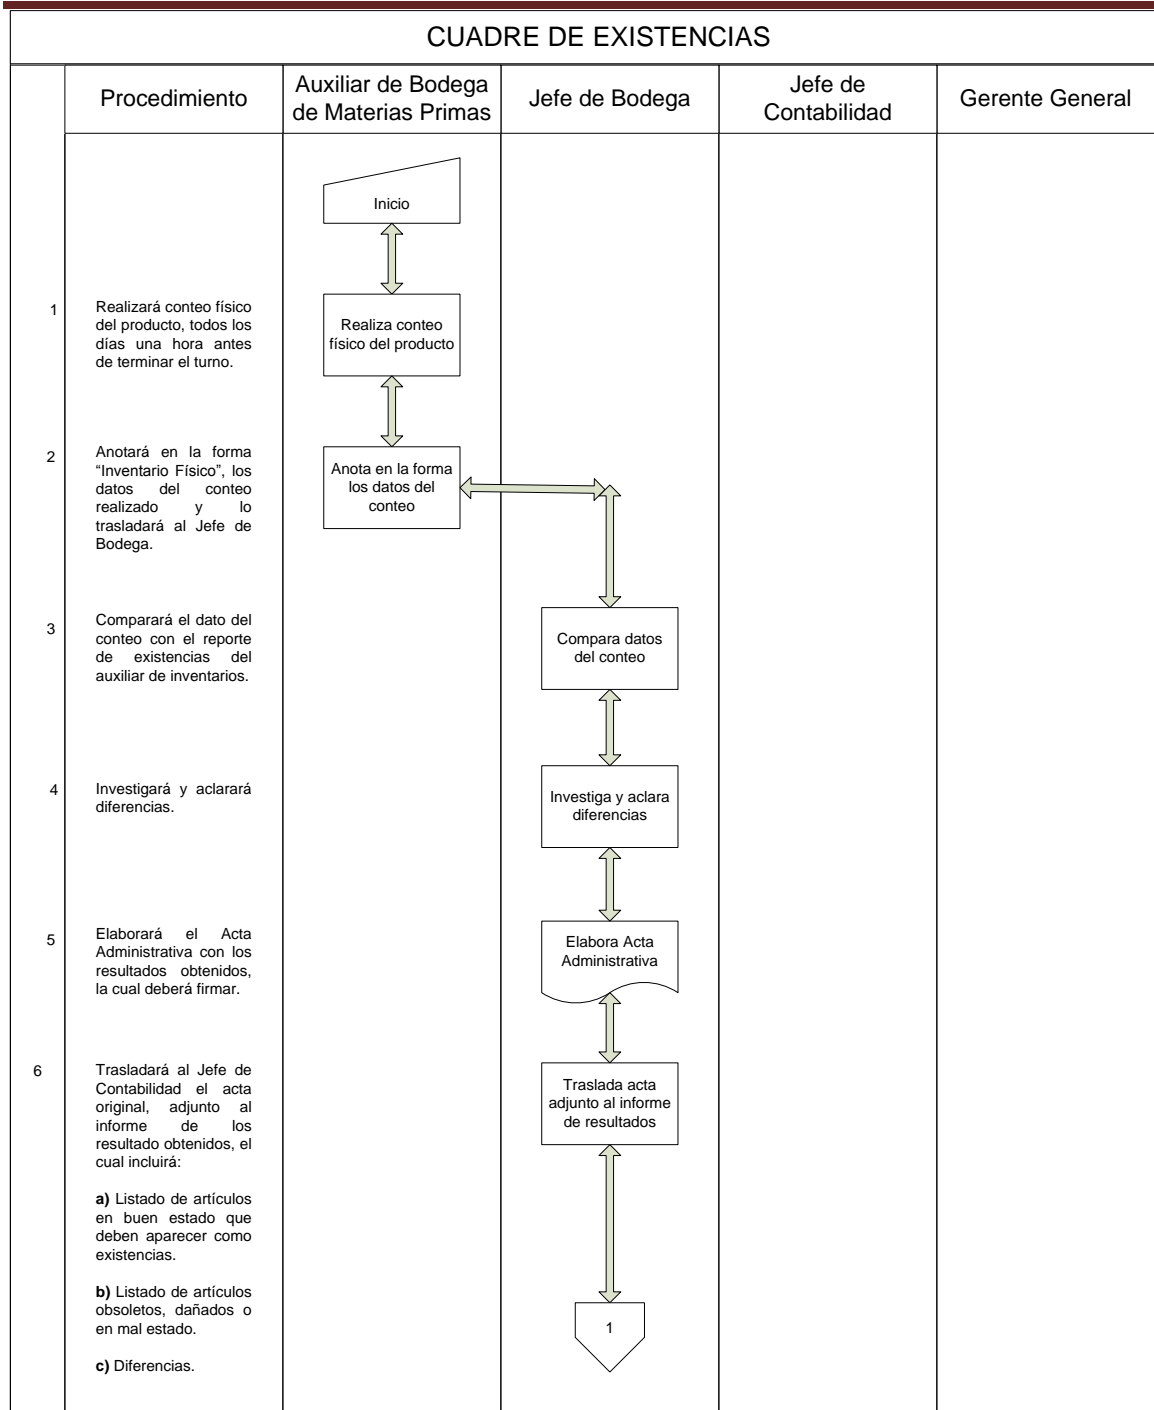 CUADRE DE EXISTENCIAS
Procedimiento
Auxiliar de Bodega
de Materias Primas
Jefe de Bodega
Jefe de
Contabilidad
Gerente General
Inicio
1
Realizará conteo físico
del producto, todos los
días una hora antes
de terminar el turno.
Realiza conteo
físico del producto
2
Anotará en la forma
“Inventario Físico”, los
datos del conteo
realizado y lo
trasladará al Jefe de
Bodega.
Anota en la forma
los datos del
conteo
3
Comparará el dato del
conteo con el reporte
de existencias del
auxiliar de inventarios.
Compara datos
del conteo
4
Investigará y aclarará
diferencias.
Investiga y aclara
diferencias
5
Elaborará el Acta
Administrativa con los
resultados obtenidos,
la cual deberá firmar.
Elabora Acta
Administrativa
6
Trasladará al Jefe de
Contabilidad el acta
original, adjunto al
informe de los
resultado obtenidos, el
cual incluirá:
Traslada acta
adjunto al informe
de resultados
a) Listado de artículos
en buen estado que
deben aparecer como
existencias.
b) Listado de artículos
obsoletos, dañados o
en mal estado.
c) Diferencias.
1